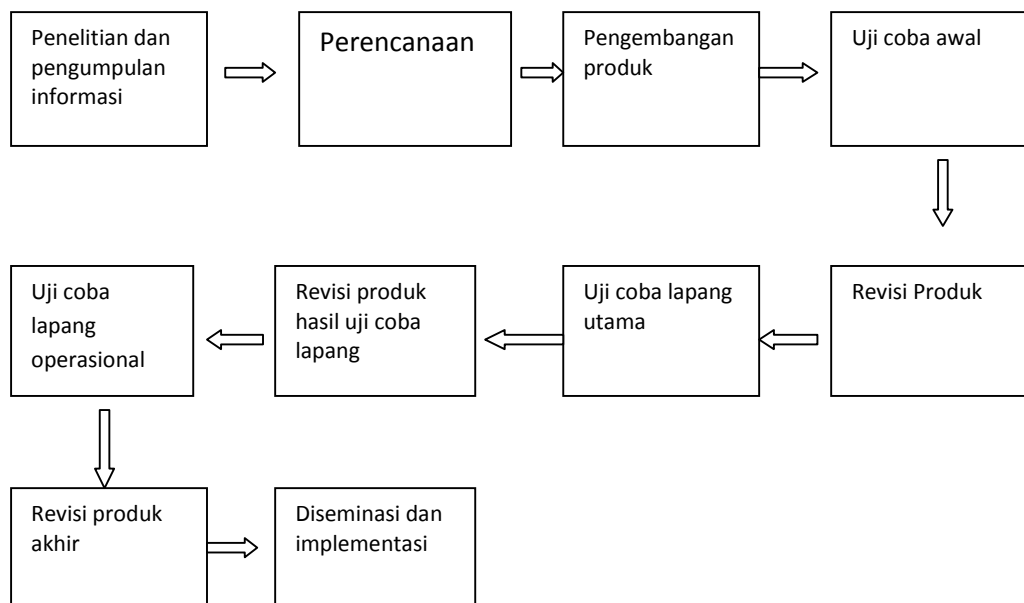 Penelitian dan
pengumpulan
informasi
Perencanaan
Pengembangan
produk
Uji coba awal
Revisi Produk
Uji coba lapang
utama
Revisi produk
hasil uji coba
lapang
Uji coba
lapang
operasional
Revisi produk
akhir
Diseminasi dan
implementasi